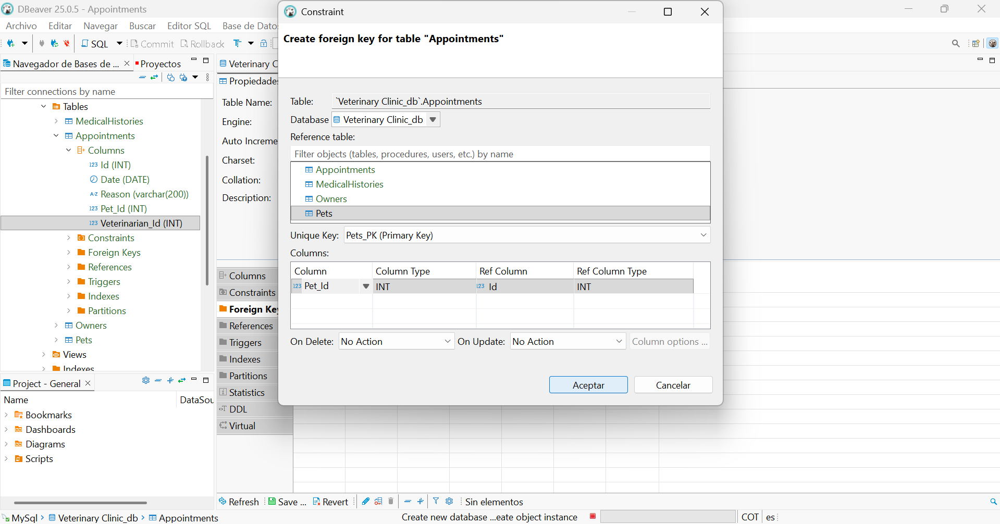 DBeaver 25.0.5 - Appointments
Archivo Editar Navegar Buscar Editor SQL Base de Dato
SQL Commit Rollback
Navegador de Bases de ... Proyectos
Filter connections by name
Tables
MedicalHistories
Appointments
Columns
123 Id (INT)
Date (DATE)
A-Z Reason (varchar(200))
123 Pet_Id (INT)
123 Veterinarian_Id (INT)
Constraints
Foreign Keys
References
Triggers
Indexes
Partitions
Owners
Pets
Views
Indexes
Project - General
Name DataSou
Bookmarks
Dashboards
Diagrams
Scripts
Veterinary C
Propiedades
Table Name:
Engine:
Auto Increme
Charset:
Collation:
Description:
Columns
Constraints
Foreign Key
References
Triggers
Indexes
Partitions
Statistics
DDL
Virtual
Constraint
Create foreign key for table "Appointments"
Table: `Veterinary Clinic_db`.Appointments
Database Veterinary Clinic_db
Reference table:
Filter objects (tables, procedures, users, etc.) by name
Appointments
MedicalHistories
Owners
Pets
Unique Key: Pets_PK (Primary Key)
Columns:
Column Column Type Ref Column Ref Column Type
123 Pet_Id INT 123 Id INT
On Delete: No Action On Update: No Action Column options ...
Aceptar Cancelar
Refresh Save ... Revert Sin elementos
MySql Veterinary Clinic_db Appointments Create new database ...eate object instance COT es